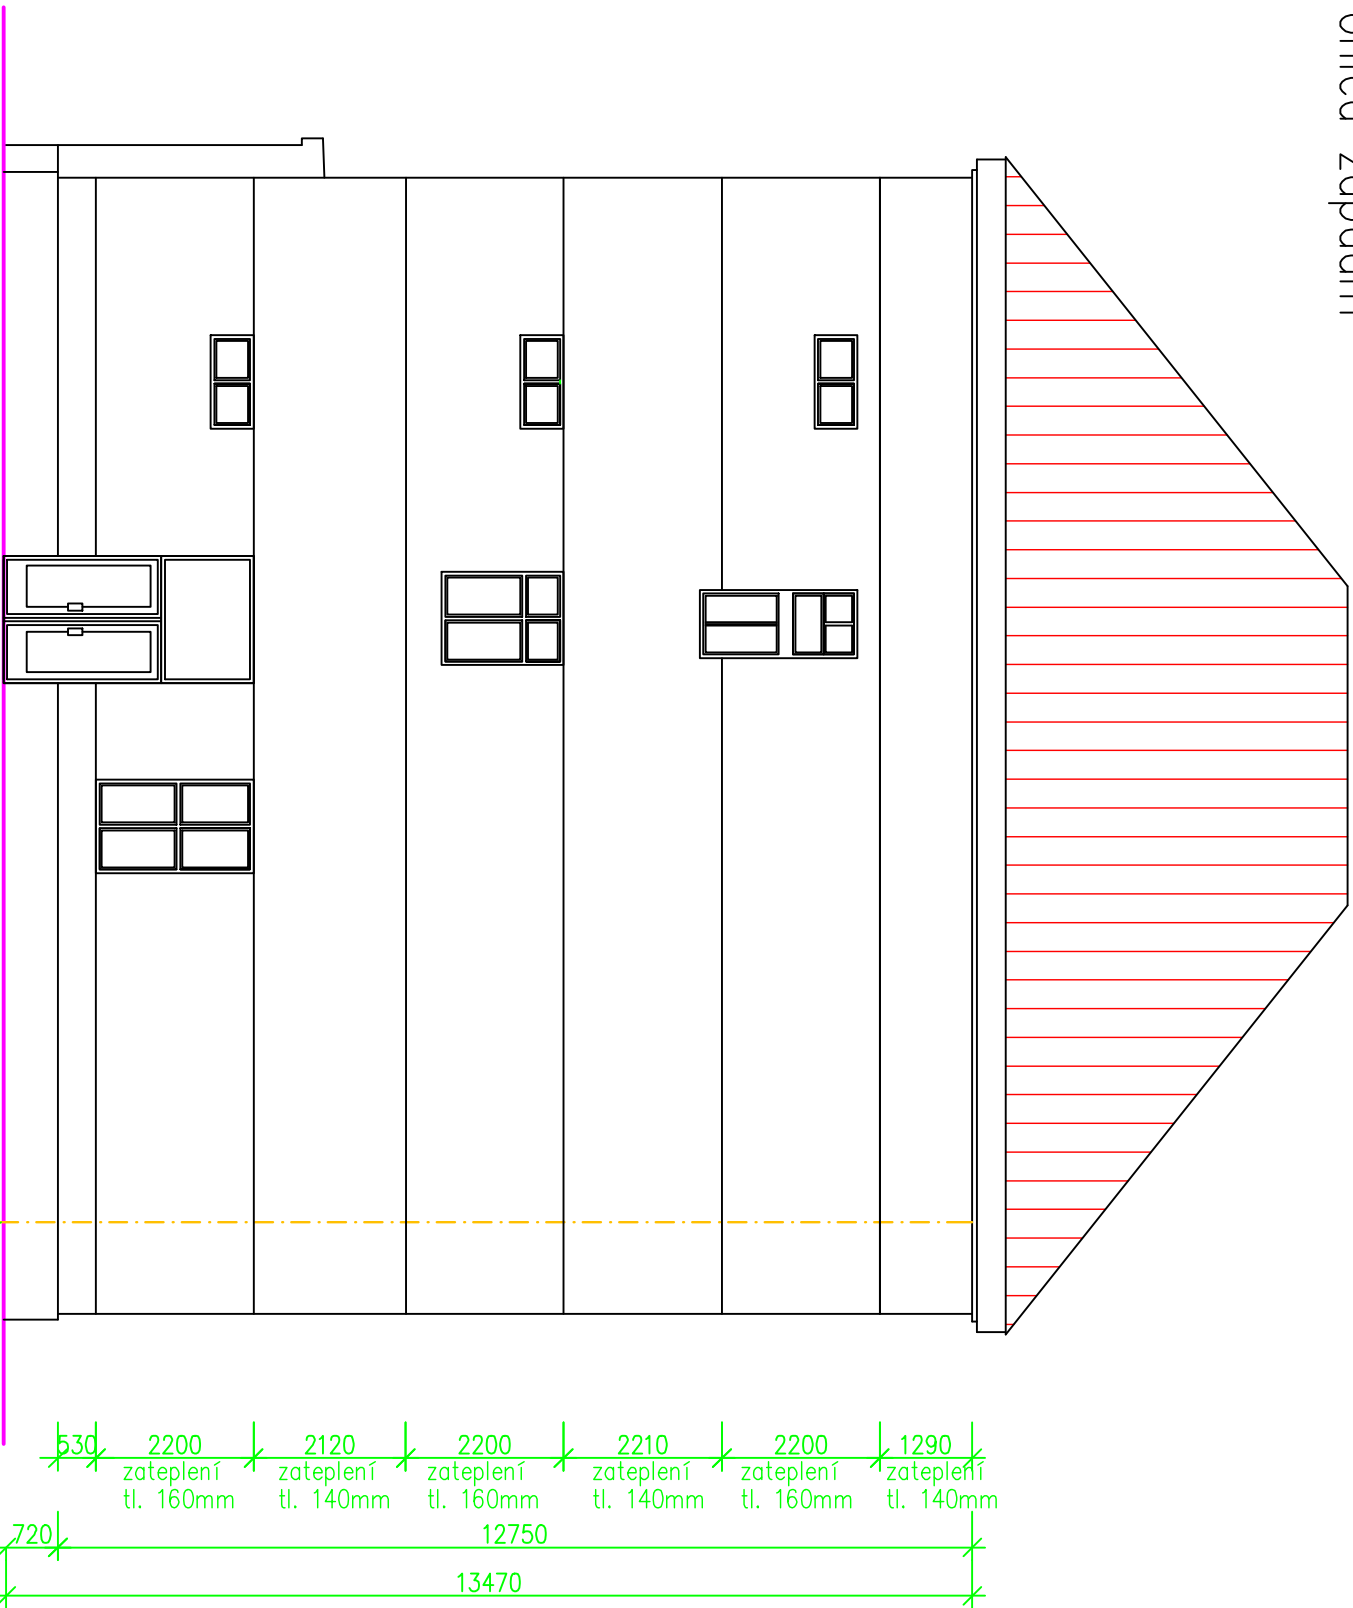 západní
530 2200 2120 2200 2210 2200 1290
zateplení zateplení zateplení zateplení zateplení zateplení
tl. 160mm tl. 140mm tl. 160mm tl. 140mm tl. 160mm tl. 140mm
720 12750
13470